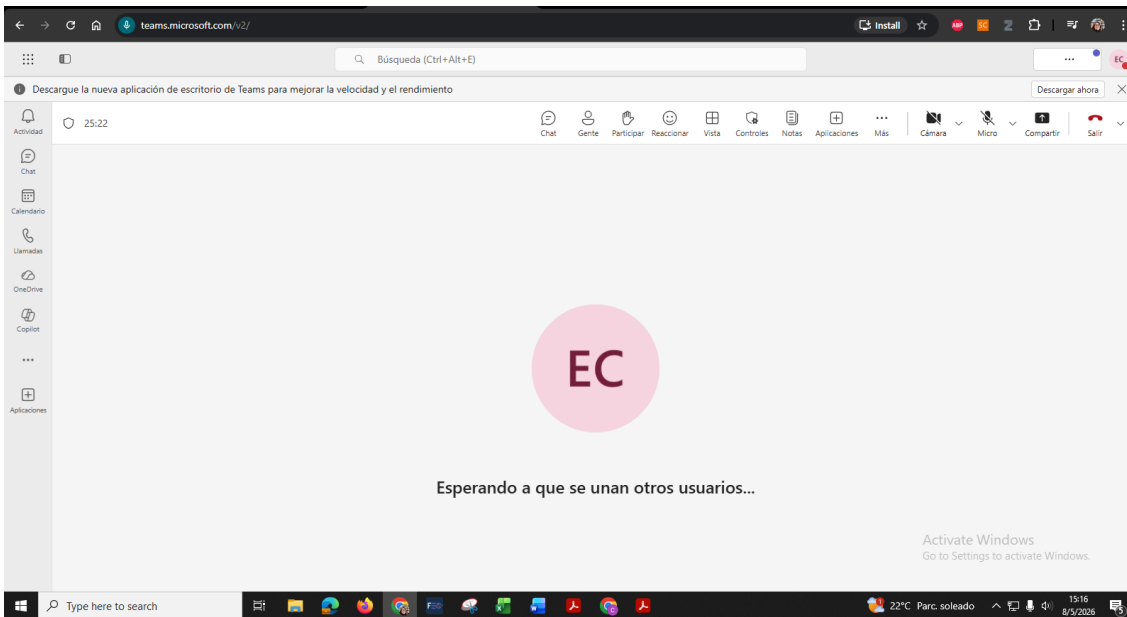 teams.microsoft.com/v2/
Install
ABP
SC
Z
Búsqueda (Ctrl+Alt+E)
...
EC
Descargue la nueva aplicación de escritorio de Teams para mejorar la velocidad y el rendimiento
Descargar ahora
25:22
Chat
Gente
Participar
Reaccionar
Vista
Controles
Notas
Aplicaciones
Más
Cámara
Micro
Compartir
Salir
Actividad
Chat
Calendario
Llamadas
OneDrive
Copilot
...
Aplicaciones
EC
Esperando a que se unan otros usuarios...
Activate Windows
Go to Settings to activate Windows.
Type here to search
22°C Parc. soleado
15:16
8/5/2026